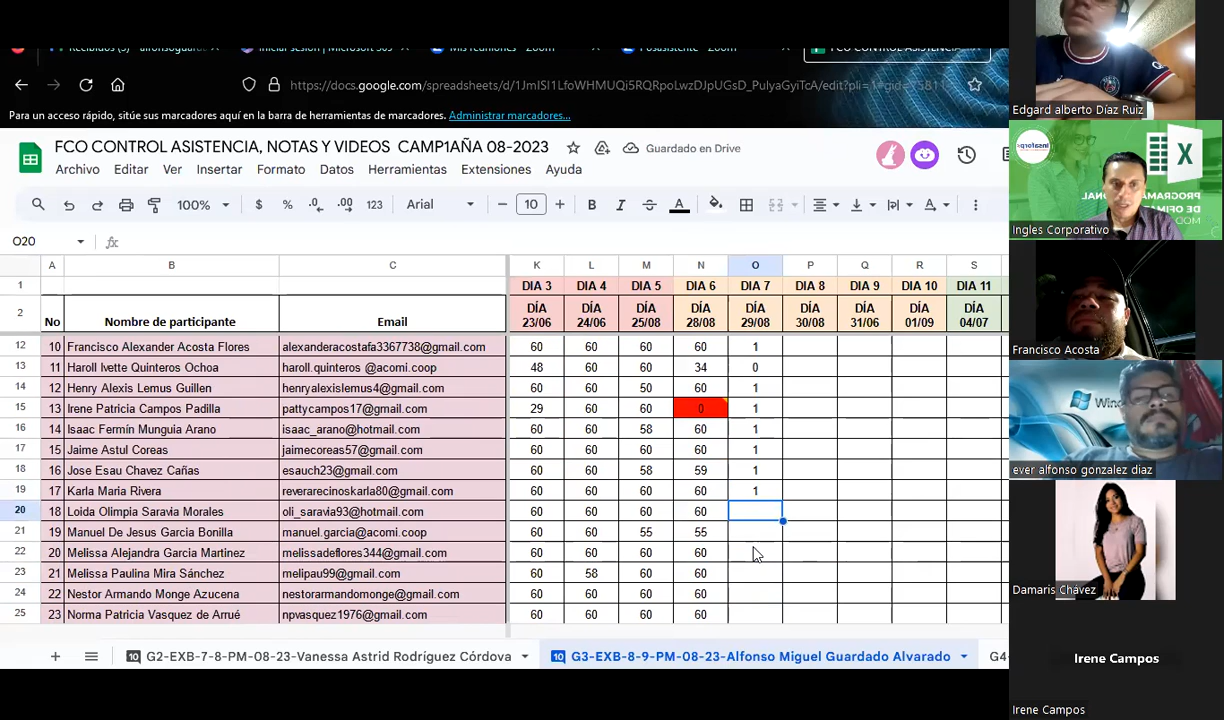 FCO CONTROL ASISTENCIA
https://docs.google.com/spreadsheets/d/1JmISI1LfoWHMUQi5RQRpoLwzDJpUGsD_PulyaGyiTcA/edit?pli=
Para un acceso rápido, sitúe sus marcadores aquí en la barra de herramientas de marcadores. Administrar marcadores...
FCO CONTROL ASISTENCIA, NOTAS Y VIDEOS CAMP1AÑA 08-2023 Guardado en Drive
Archivo Editar Ver Insertar Formato Datos Herramientas Extensiones Ayuda
100% $ % .0 .00 123 Arial − 10 + B I S A
O20 fx
A B C K L M N O P Q R S
1 DIA 3 DIA 4 DIA 5 DIA 6 DIA 7 DIA 8 DIA 9 DIA 10 DIA 11
2 No Nombre de participante Email DÍA 23/06 DÍA 24/06 DÍA 25/08 DÍA 28/08 DÍA 29/08 DÍA 30/08 DÍA 31/06 DÍA 01/09 DÍA 04/07
12 10 Francisco Alexander Acosta Flores alexanderacostafa3367738@gmail.com 60 60 60 60 1
13 11 Haroll Ivette Quinteros Ochoa haroll.quinteros @acomi.coop 48 60 60 34 0
14 12 Henry Alexis Lemus Guillen henryalexislemus4@gmail.com 60 60 50 60 1
15 13 Irene Patricia Campos Padilla pattycampos17@gmail.com 29 60 60 0 1
16 14 Isaac Fermín Munguia Arano isaac_arano@hotmail.com 60 60 58 60 1
17 15 Jaime Astul Coreas jaimecoreas57@gmail.com 60 60 60 60 1
18 16 Jose Esau Chavez Cañas esauch23@gmail.com 60 60 58 59 1
19 17 Karla Maria Rivera reverarecinoskarla80@gmail.com 60 60 60 60 1
20 18 Loida Olimpia Saravia Morales oli_saravia93@hotmail.com 60 60 60 60
21 19 Manuel De Jesus Garcia Bonilla manuel.garcia@acomi.coop 60 60 55 55
22 20 Melissa Alejandra Garcia Martinez melissadeflores344@gmail.com 60 60 60 60
23 21 Melissa Paulina Mira Sánchez melipau99@gmail.com 60 58 60 60
24 22 Nestor Armando Monge Azucena nestorarmandomonge@gmail.com 60 60 60 60
25 23 Norma Patricia Vasquez de Arrué npvasquez1976@gmail.com 60 60 60 60
10 G2-EXB-7-8-PM-08-23-Vanessa Astrid Rodríguez Córdova 10 G3-EXB-8-9-PM-08-23-Alfonso Miguel Guardado Alvarado G4
Edgard alberto Díaz Ruiz
Insaforp
X
Ingles Corporativo
Francisco Acosta
ever alfonso gonzalez diaz
Damaris Chávez
Irene Campos
Irene Campos